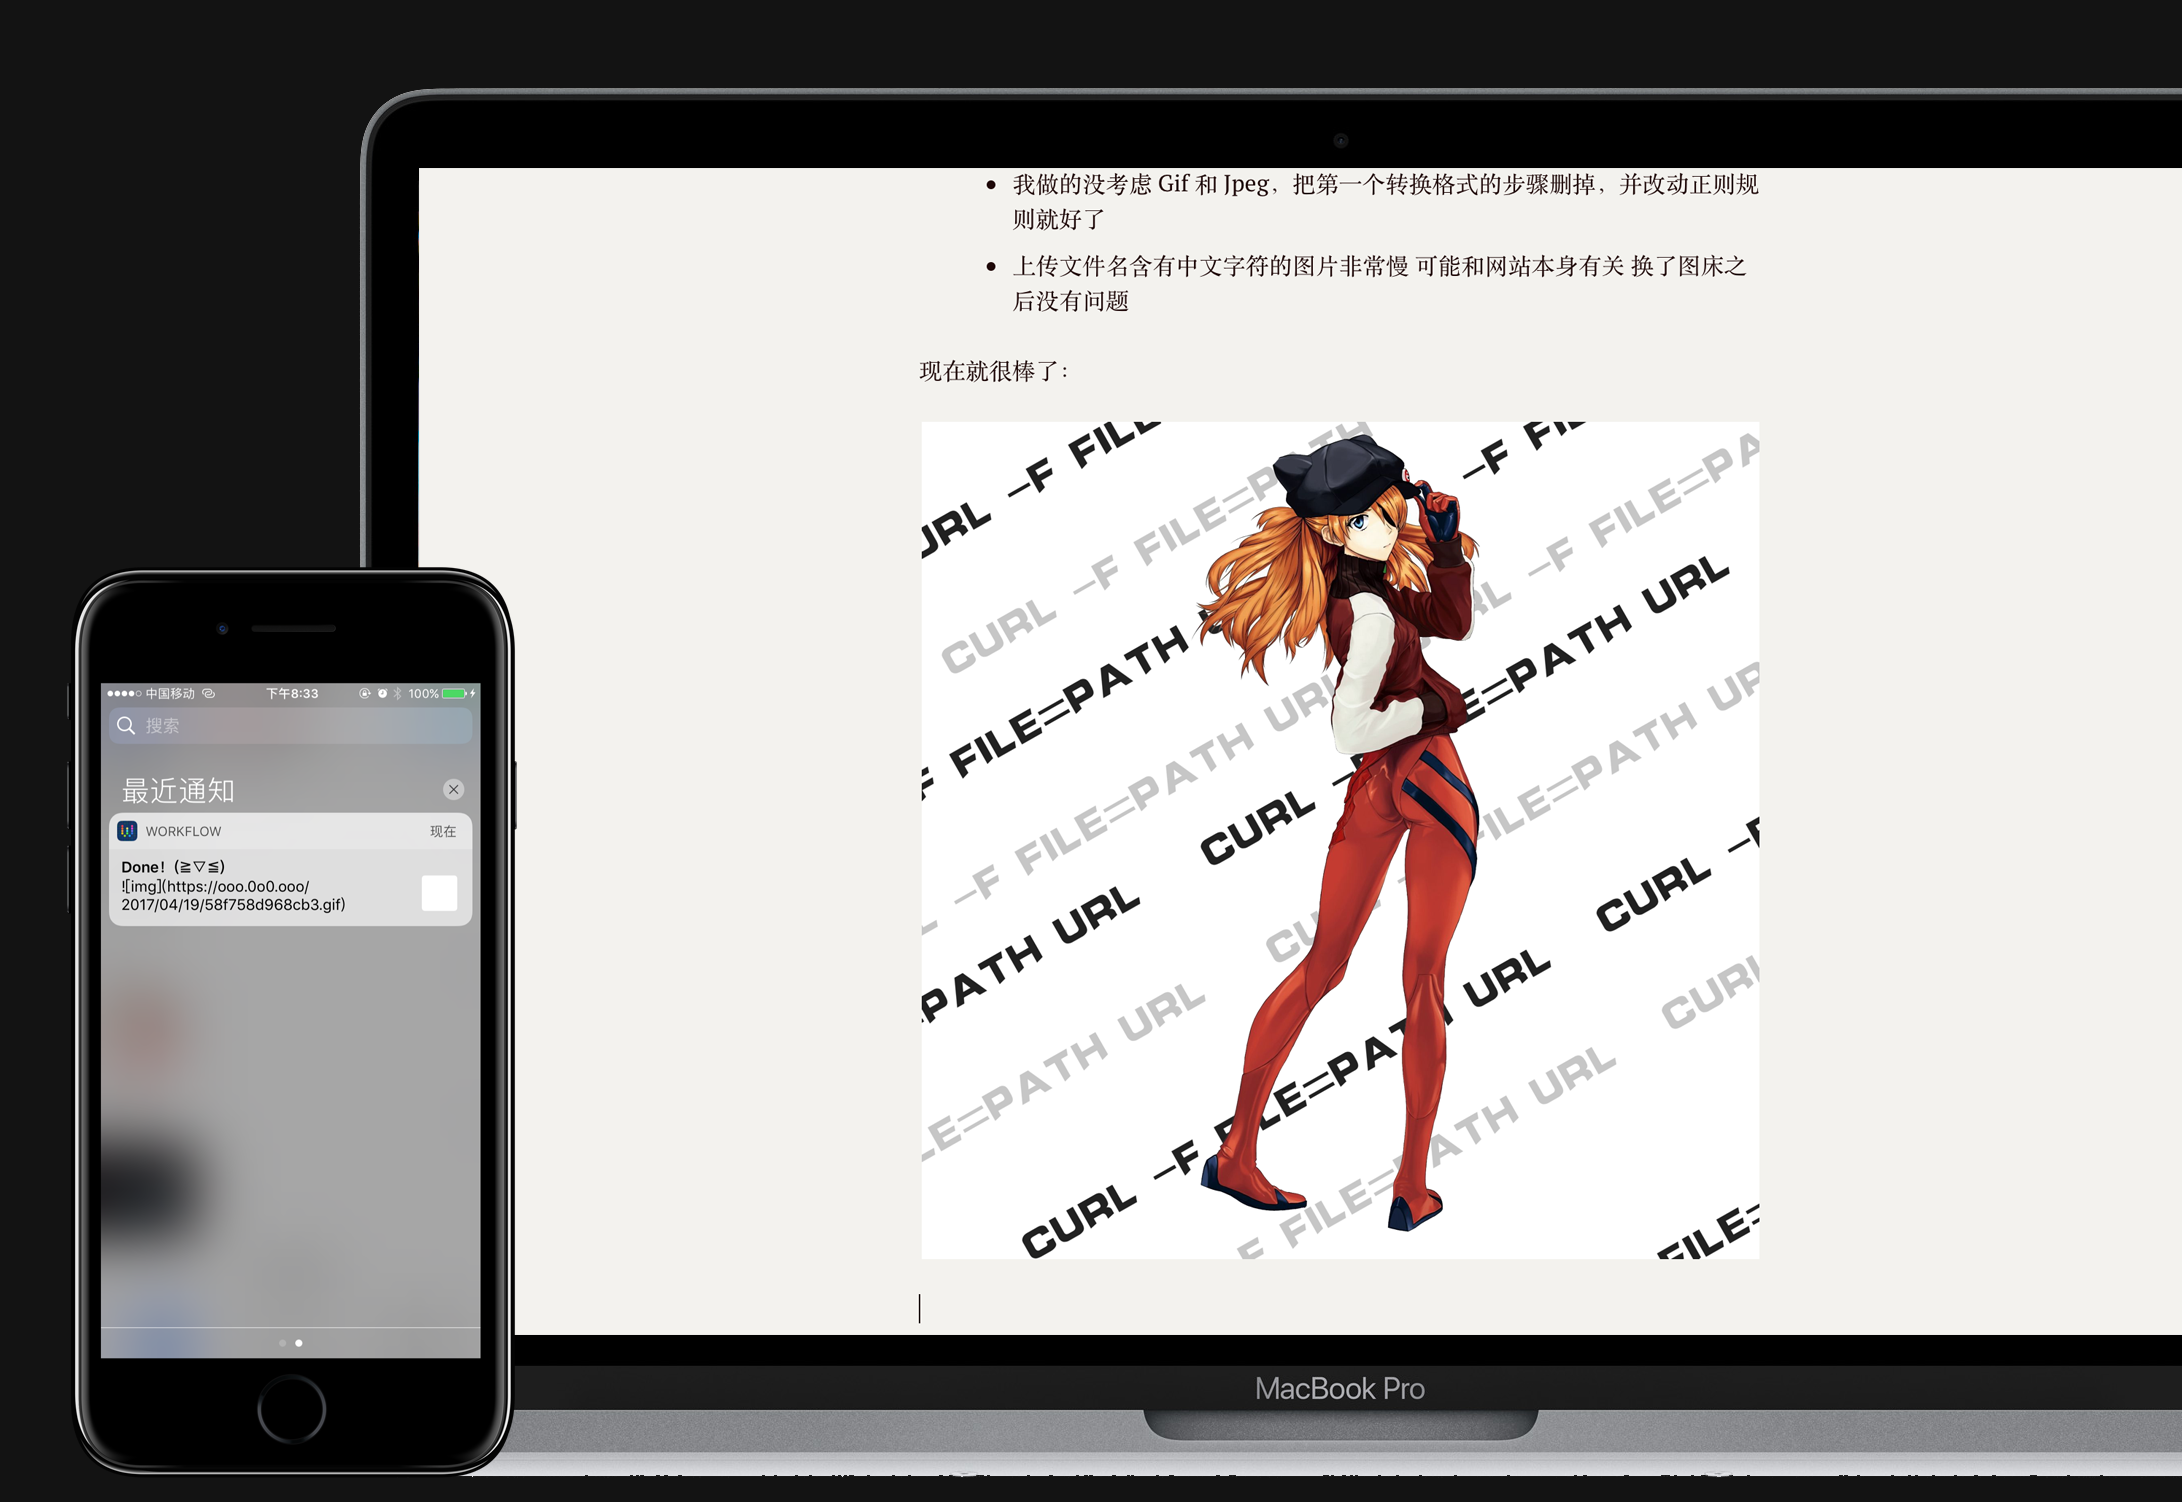 我做的没考虑 Gif 和 Jpeg，把第一个转换格式的步骤删掉，并改动正则规
则就好了
上传文件名含有中文字符的图片非常慢 可能和网站本身有关 换了图床之
后没有问题
现在就很棒了：
URL -F FILE
-F FIL
CURL -F FILE=PATH
-F FILE=PA
F FILE=PATH
E=PATH URL
-F FILE=PATH URL
FILE=PATH UR
CURL
CURL -F
PATH URL
CU
URL
CURL
LE=PATH URL
CURL -F FILE=PAT
F FILE=PATH URL
FILE=
中国移动
下午8:33
100%
搜索
最近通知
WORKFLOW
现在
Done！(≧▽≦)
![img](https://ooo.0o0.ooo/
2017/04/19/58f758d968cb3.gif)
MacBook Pro